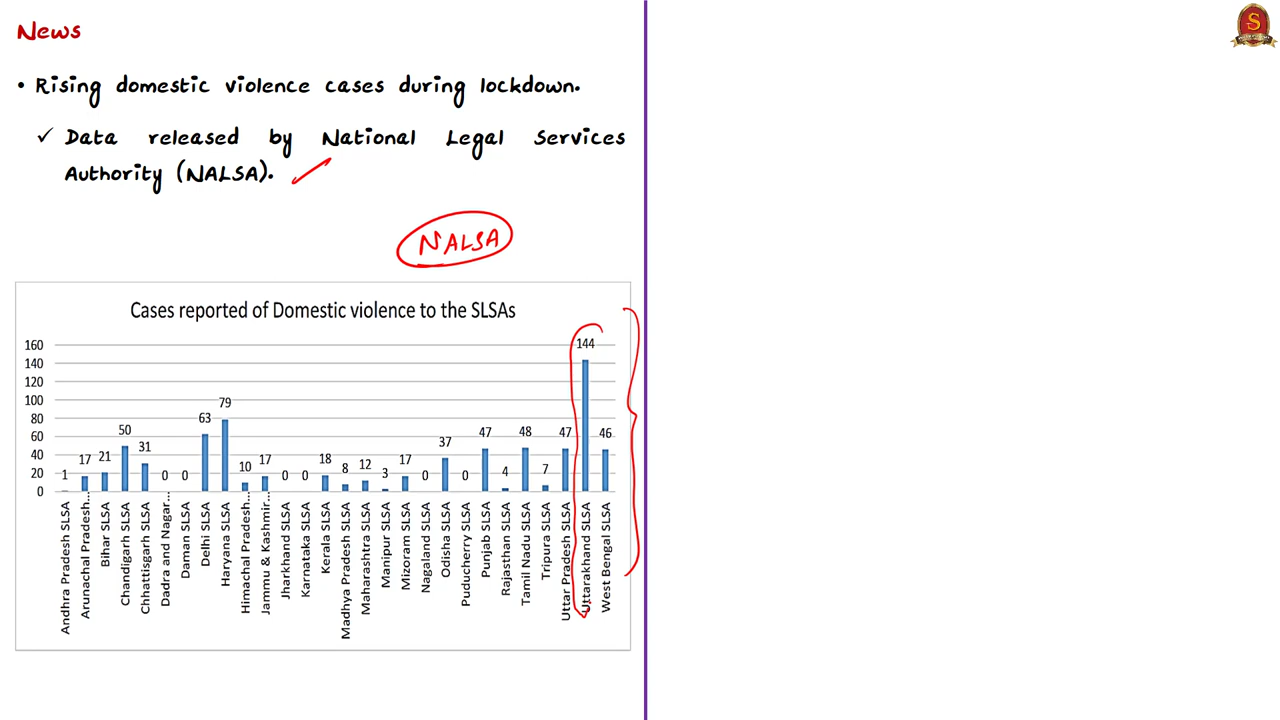 News
• Rising domestic violence cases during lockdown.
✓ Data released by National Legal Services
Authority (NALSA).
NALSA
Cases reported of Domestic violence to the SLSAs
160
140
120
100
80
60
40
20
0
1
17
21
50
31
0
0
63
79
10
17
0
0
18
8
12
3
17
0
37
0
47
4
48
7
47
144
46
Andhra Pradesh SLSA
Arunachal Pradesh...
Bihar SLSA
Chandigarh SLSA
Chhattisgarh SLSA
Dadra and Nagar...
Daman SLSA
Delhi SLSA
Haryana SLSA
Himachal Pradesh...
Jammu & Kashmir...
Jharkhand SLSA
Karnataka SLSA
Kerala SLSA
Madhya Pradesh SLSA
Maharashtra SLSA
Manipur SLSA
Mizoram SLSA
Nagaland SLSA
Odisha SLSA
Puducherry SLSA
Punjab SLSA
Rajasthan SLSA
Tamil Nadu SLSA
Tripura SLSA
Uttar Pradesh SLSA
Uttarakhand SLSA
West Bengal SLSA
S